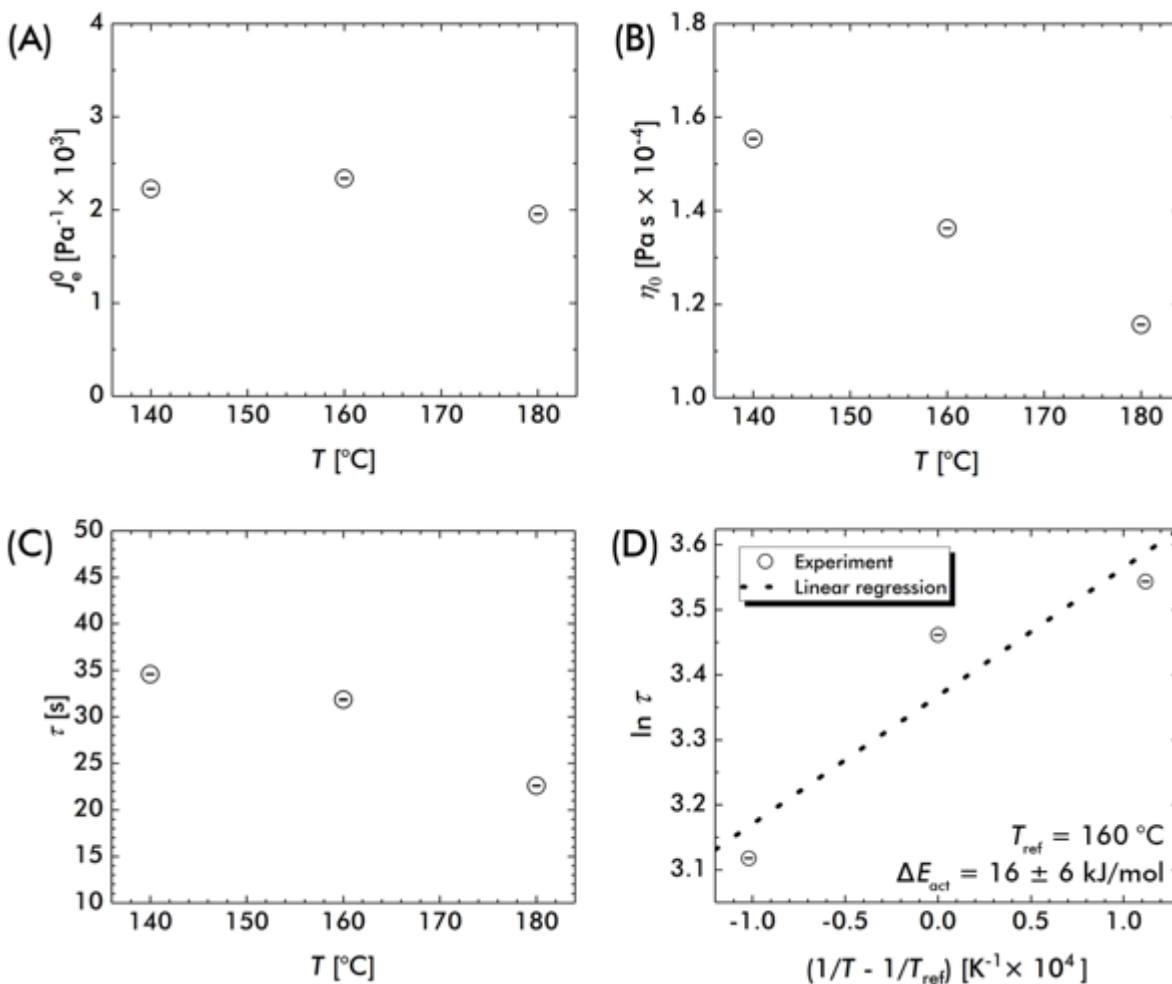 (A)
4
3
2
1
0
J_e^0 [Pa^-1 × 10^3]
140 150 160 170 180
T [°C]
(B)
1.8
1.6
1.4
1.2
1.0
η_0 [Pa s × 10^-4]
140 150 160 170 180
T [°C]
(C)
50
45
40
35
30
25
20
15
10
τ [s]
140 150 160 170 180
T [°C]
(D)
3.6
3.5
3.4
3.3
3.2
3.1
ln τ
Experiment
Linear regression
T_ref = 160 °C
ΔE_act = 16 ± 6 kJ/mol
-1.0 -0.5 0.0 0.5 1.0
(1/T - 1/T_ref) [K^-1 × 10^4]